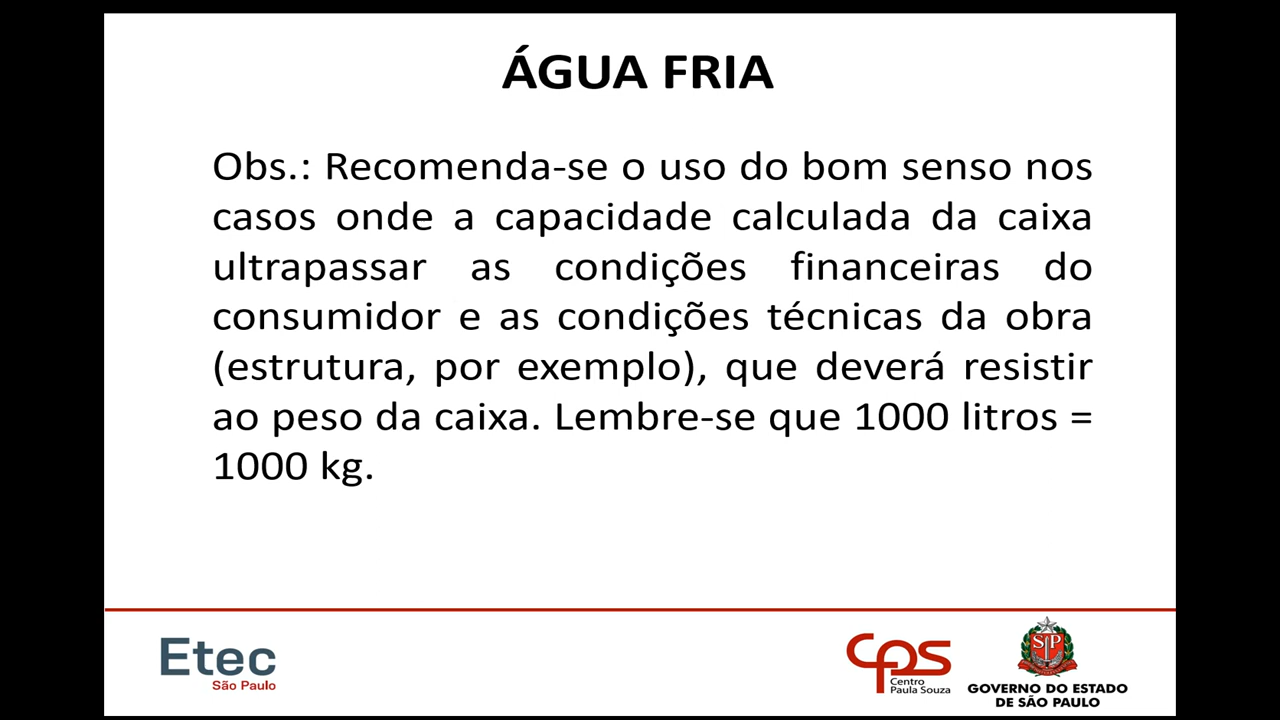 ÁGUA FRIA
Obs.: Recomenda-se o uso do bom senso nos
casos onde a capacidade calculada da caixa
ultrapassar as condições financeiras do
consumidor e as condições técnicas da obra
(estrutura, por exemplo), que deverá resistir
ao peso da caixa. Lembre-se que 1000 litros =
1000 kg.
Etec
São Paulo
cps
Centro
Paula Souza
SP
GOVERNO DO ESTADO
DE SÃO PAULO